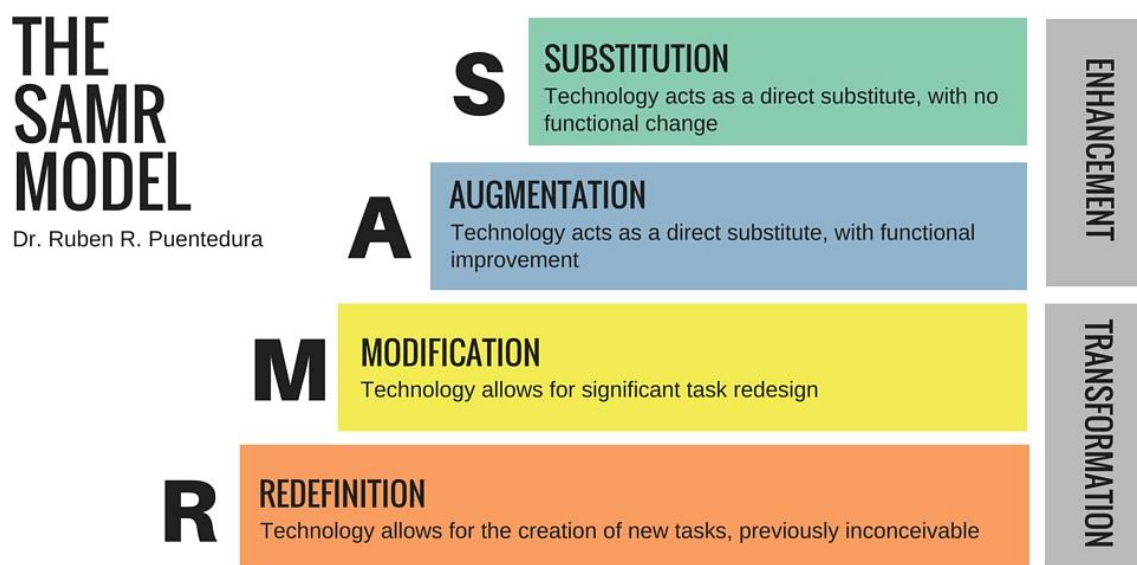 THE
SAMR
MODEL
Dr. Ruben R. Puentedura
S
SUBSTITUTION
Technology acts as a direct substitute, with no
functional change
A
AUGMENTATION
Technology acts as a direct substitute, with functional
improvement
ENHANCEMENT
M
MODIFICATION
Technology allows for significant task redesign
R
REDEFINITION
Technology allows for the creation of new tasks, previously inconceivable
TRANSFORMATION